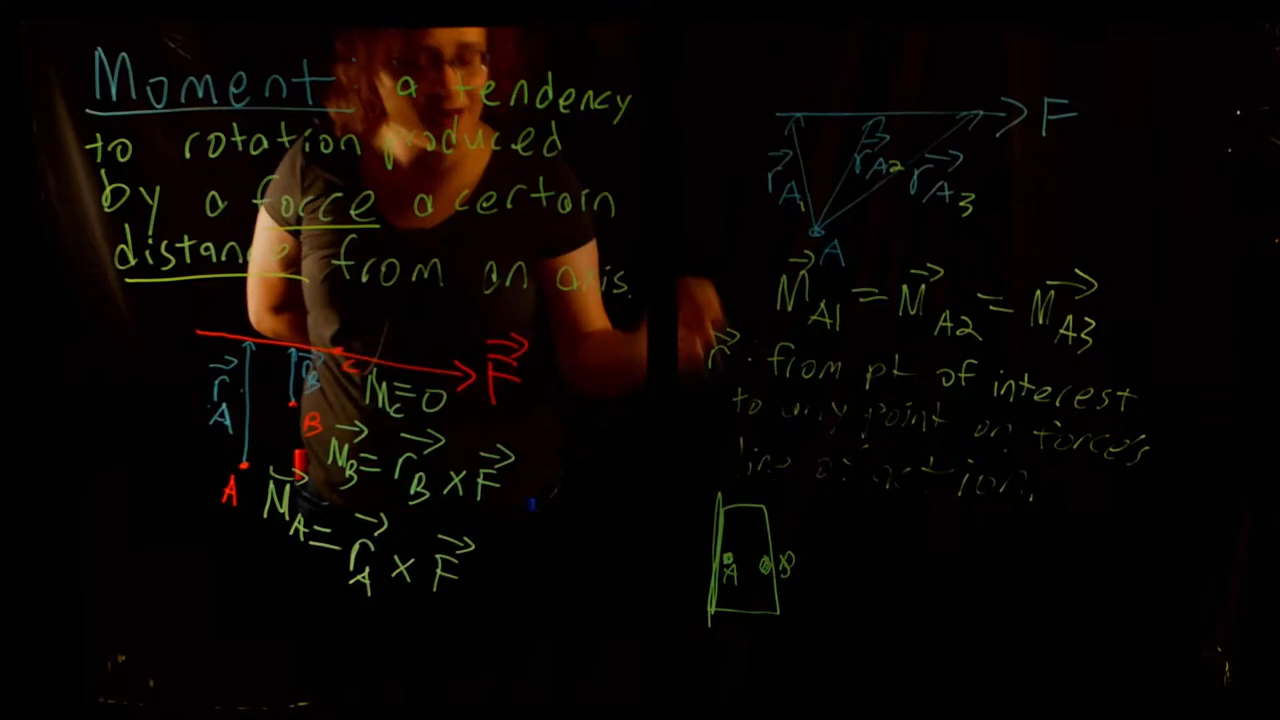 Moment: a tendency
to rotation produced
by a force a certain
distance from an axis.
F
r A
r B
B
A
M C = 0
M B = r B × F
M A = r A × F
F
r A1
r A2
r A3
A
M A1 = M A2 = M A3
r: from pt of interest
to any point on force's
line of action.
A
B